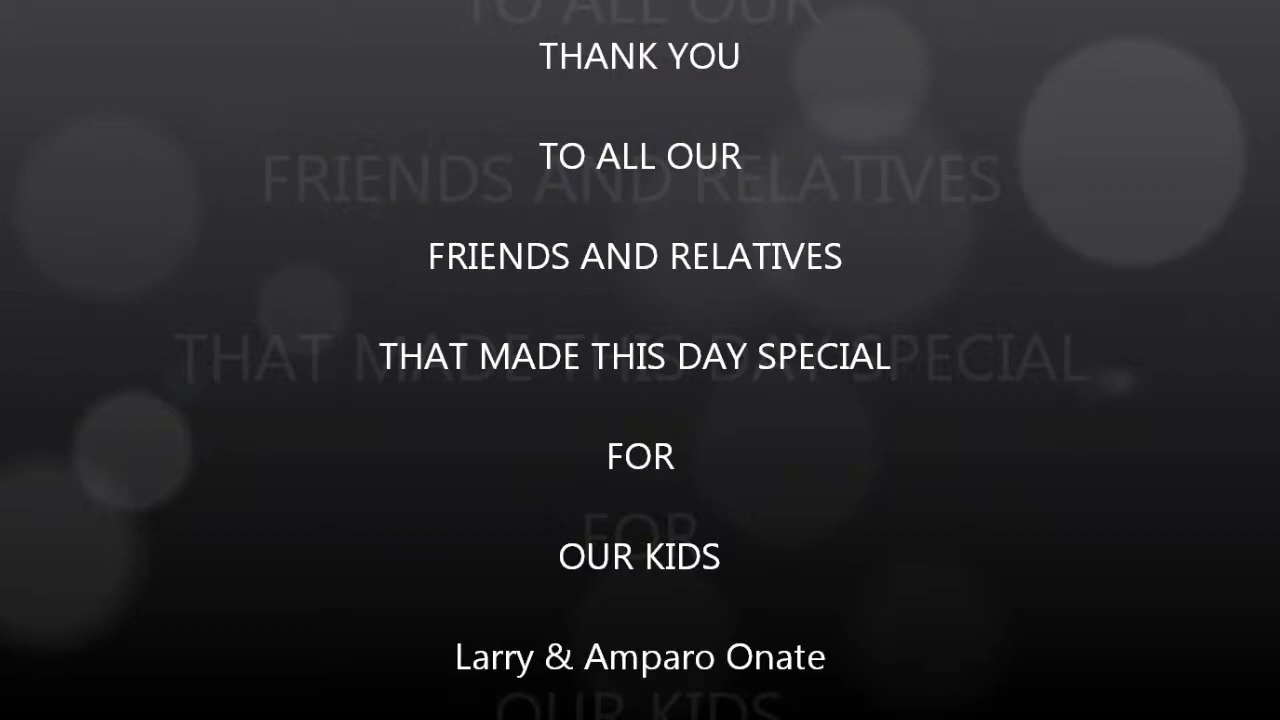 THANK YOU
TO ALL OUR
FRIENDS AND RELATIVES
THAT MADE THIS DAY SPECIAL
FOR
OUR KIDS
Larry & Amparo Onate